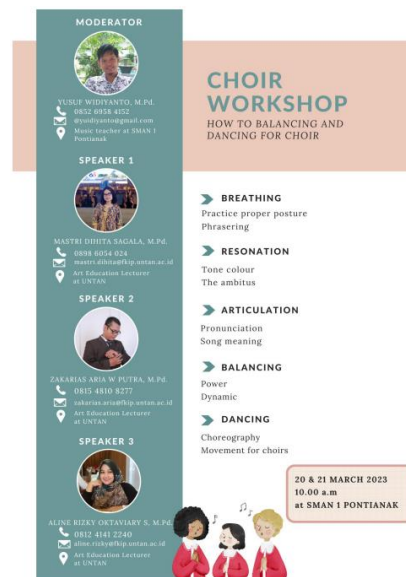 MODERATOR
YUSUF WIDIYANTO, M.Pd.
0852 6958 4152
@ysidiyanto@gmail.com
Music teacher at SMAN 1
Pontianak
SPEAKER 1
MASTRI DIHITA SAGALA, M.Pd.
0898 6054 024
mastri.dihita@fkip.untan.ac.id
Art Education Lecturer
at UNTAN
SPEAKER 2
ZAKARIAS ARIA W PUTRA, M.Pd.
0815 4810 8277
zakarias.aria@fkip.untan.ac.id
Art Education Lecturer
at UNTAN
SPEAKER 3
ALINE RIZKY OKTAVIARY S, M.Pd.
0812 4141 2240
aline.rizky@fkip.untan.ac.id
Art Education Lecturer
at UNTAN
CHOIR
WORKSHOP
HOW TO BALANCING AND
DANCING FOR CHOIR
BREATHING
Practice proper posture
Phrasering
RESONATION
Tone colour
The ambitus
ARTICULATION
Pronunciation
Song meaning
BALANCING
Power
Dynamic
DANCING
Choreography
Movement for choirs
20 & 21 MARCH 2023
10.00 a.m
at SMAN 1 PONTIANAK